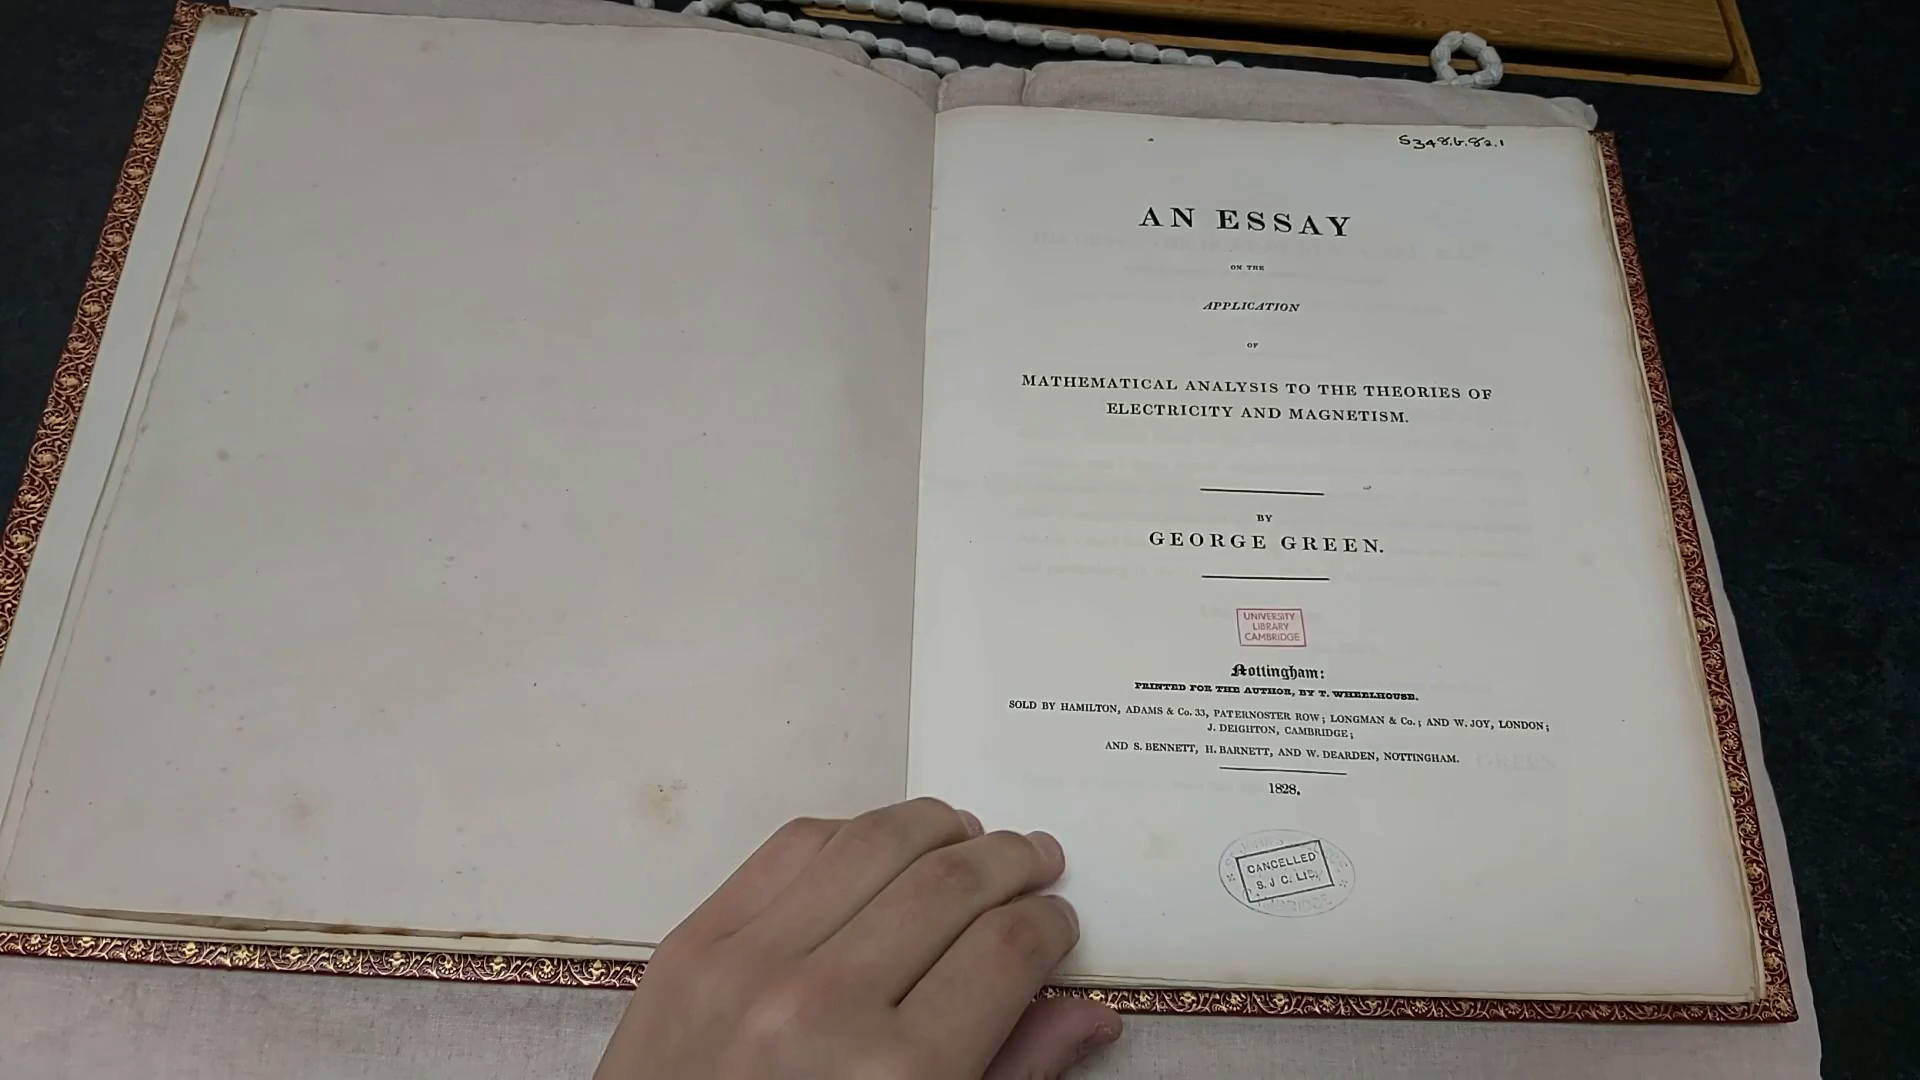 S348.b.82.1
AN ESSAY
ON THE
APPLICATION
OF
MATHEMATICAL ANALYSIS TO THE THEORIES OF
ELECTRICITY AND MAGNETISM.
BY
GEORGE GREEN.
UNIVERSITY
LIBRARY
CAMBRIDGE
Nottingham:
PRINTED FOR THE AUTHOR, BY T. WHEELHOUSE.
SOLD BY HAMILTON, ADAMS & Co. 33, PATERNOSTER ROW; LONGMAN & Co.; AND W. JOY, LONDON;
J. DEIGHTON, CAMBRIDGE;
AND S. BENNETT, H. BARNETT, AND W. DEARDEN, NOTTINGHAM.
1828.
CANCELLED
S. J. C. LIB.
GREEN